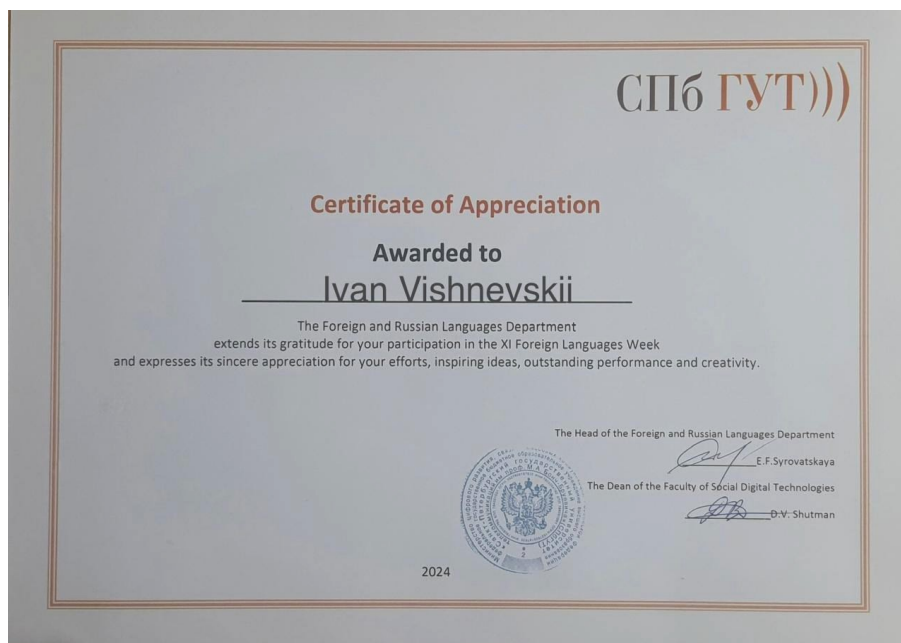 СПб ГУТ)))
Certificate of Appreciation
Awarded to
Ivan Vishnevskii
The Foreign and Russian Languages Department
extends its gratitude for your participation in the XI Foreign Languages Week
and expresses its sincere appreciation for your efforts, inspiring ideas, outstanding performance and creativity.
The Head of the Foreign and Russian Languages Department
E.F.Syrovatskaya
The Dean of the Faculty of Social Digital Technologies
D.V. Shutman
2024